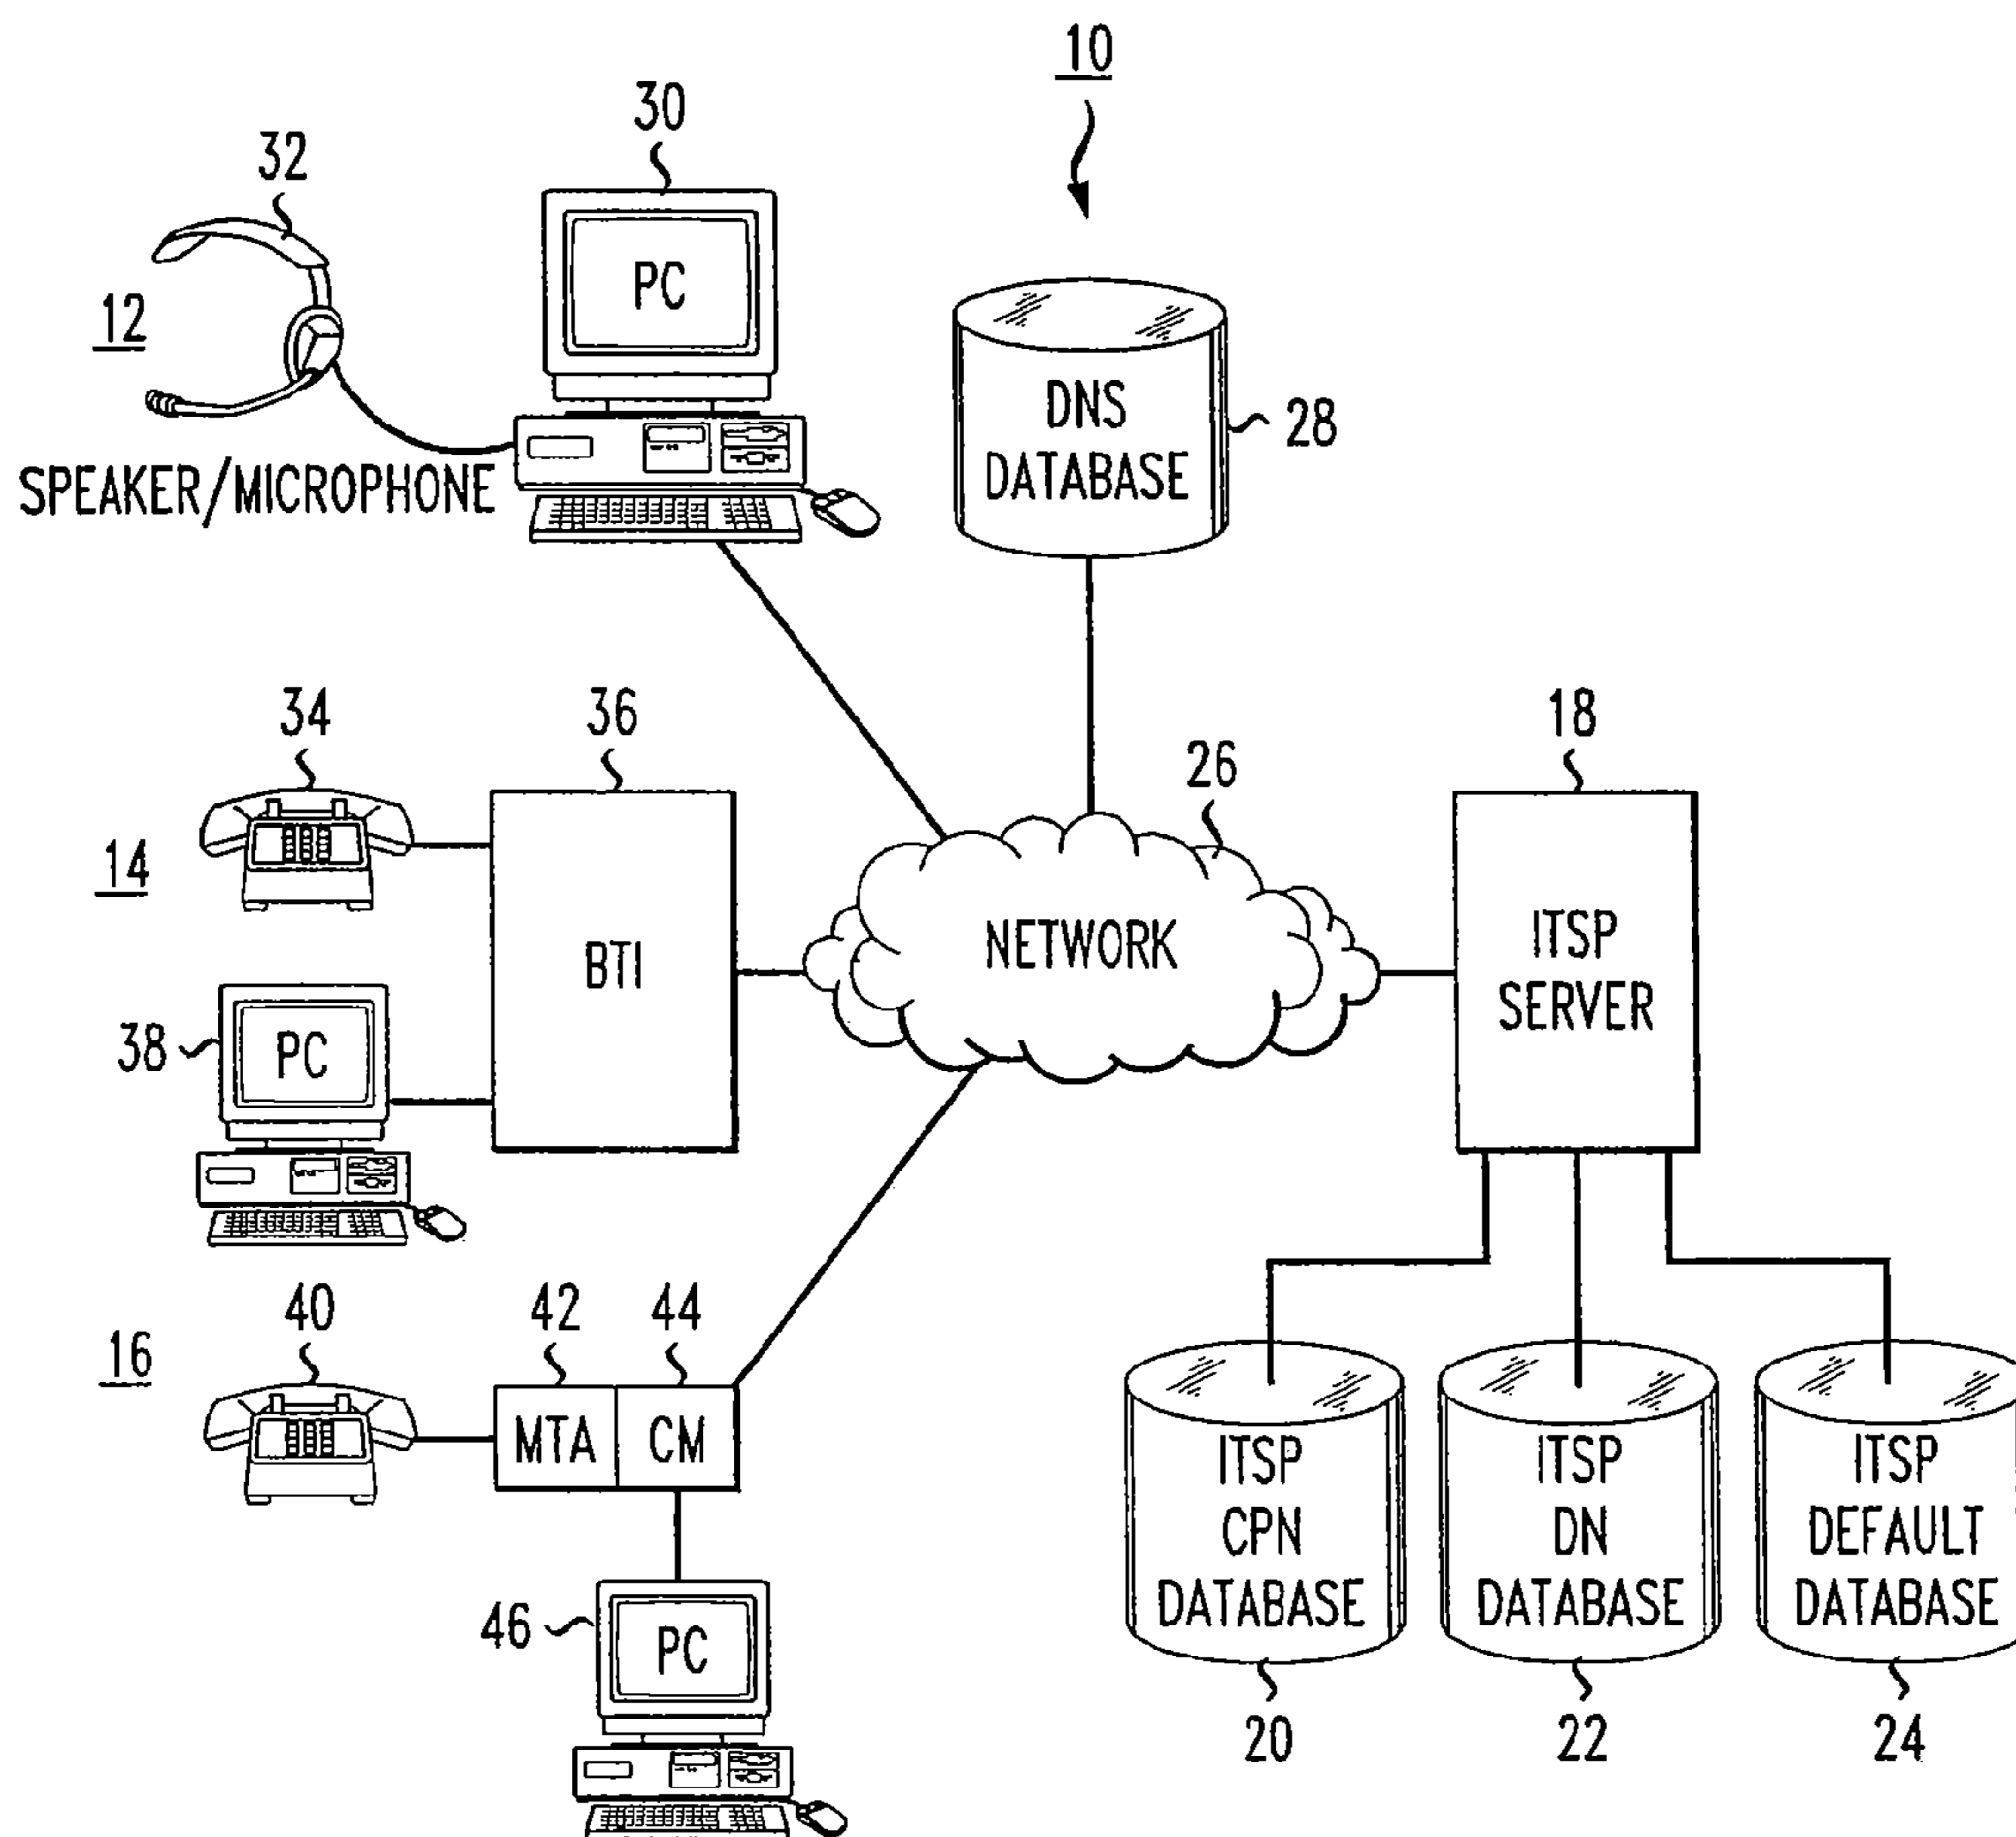 10
30
32
PC
12
DNS
DATABASE
28
SPEAKER/MICROPHONE
34
36
18
26
14
BTI
NETWORK
ITSP
SERVER
38
PC
40
42
44
16
MTA
CM
ITSP
CPN
DATABASE
ITSP
DN
DATABASE
ITSP
DEFAULT
DATABASE
46
PC
20
22
24